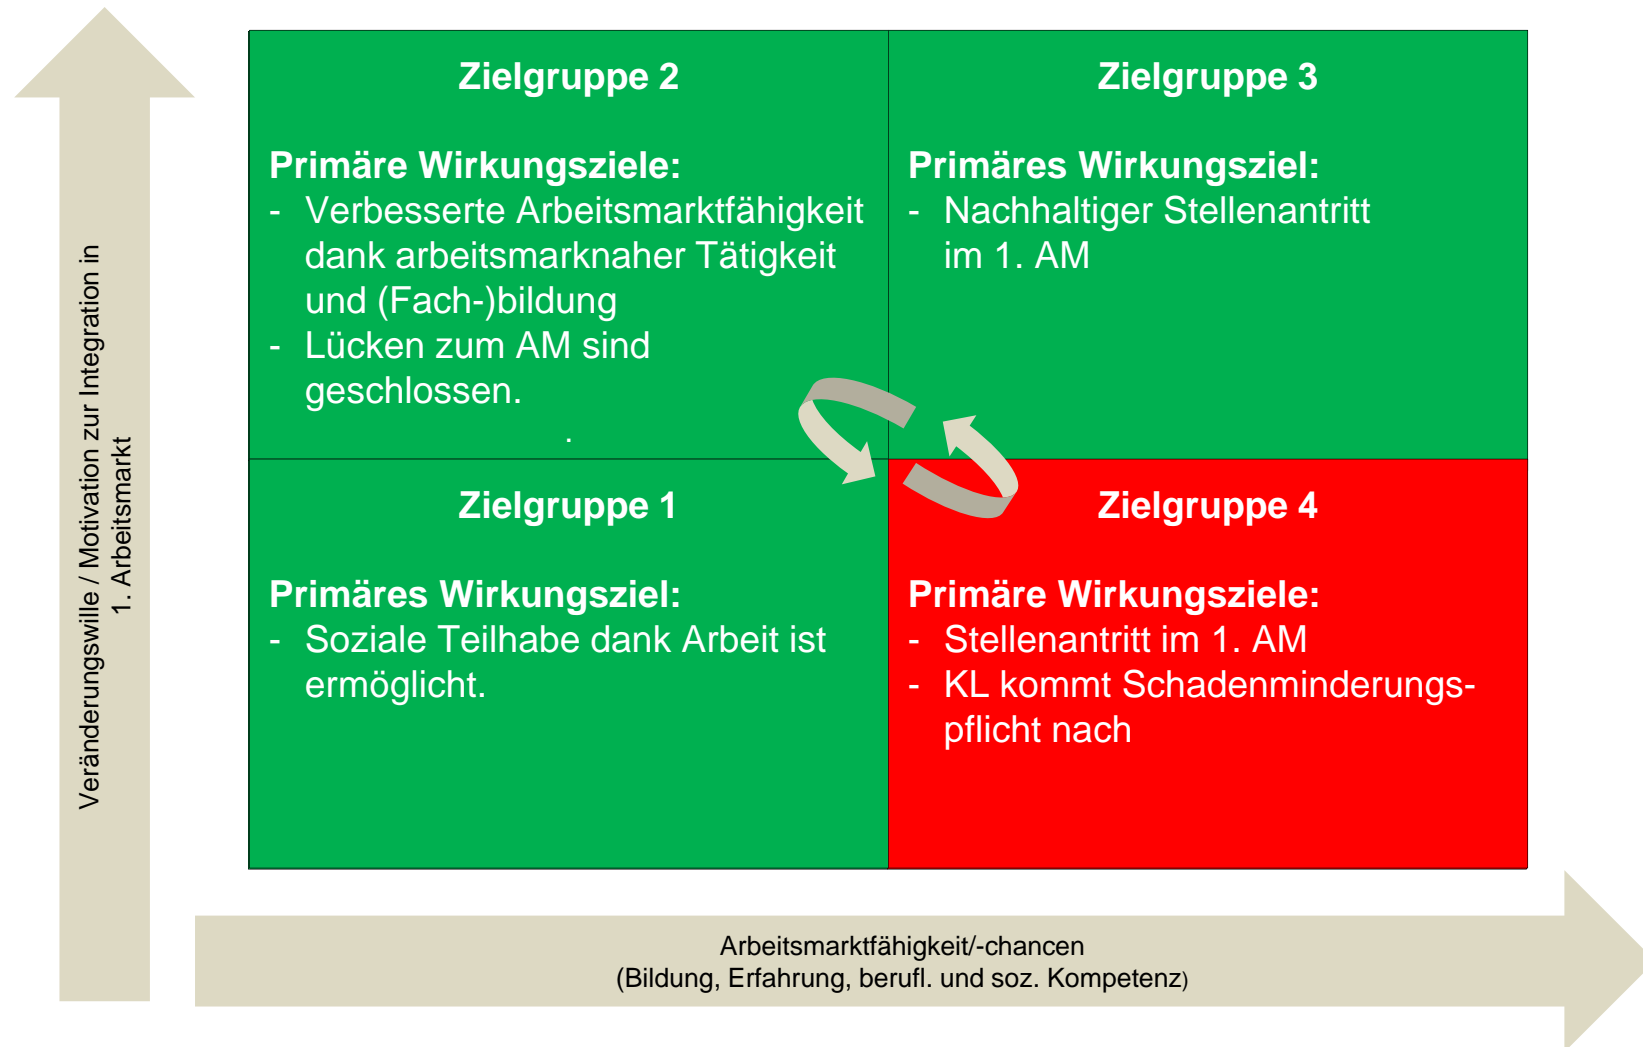 Zielgruppe 2
Primäre Wirkungsziele:
- Verbesserte Arbeitsmarktfähigkeit
dank arbeitsmarknaher Tätigkeit
und (Fach-)bildung
- Lücken zum AM sind
geschlossen.
.
Zielgruppe 3
Primäres Wirkungsziel:
- Nachhaltiger Stellenantritt
im 1. AM
Zielgruppe 1
Primäres Wirkungsziel:
- Soziale Teilhabe dank Arbeit ist
ermöglicht.
Zielgruppe 4
Primäre Wirkungsziele:
- Stellenantritt im 1. AM
- KL kommt Schadenminderungs-
pflicht nach
Veränderungswille / Motivation zur Integration in
1. Arbeitsmarkt
Arbeitsmarktfähigkeit/-chancen
(Bildung, Erfahrung, berufl. und soz. Kompetenz)